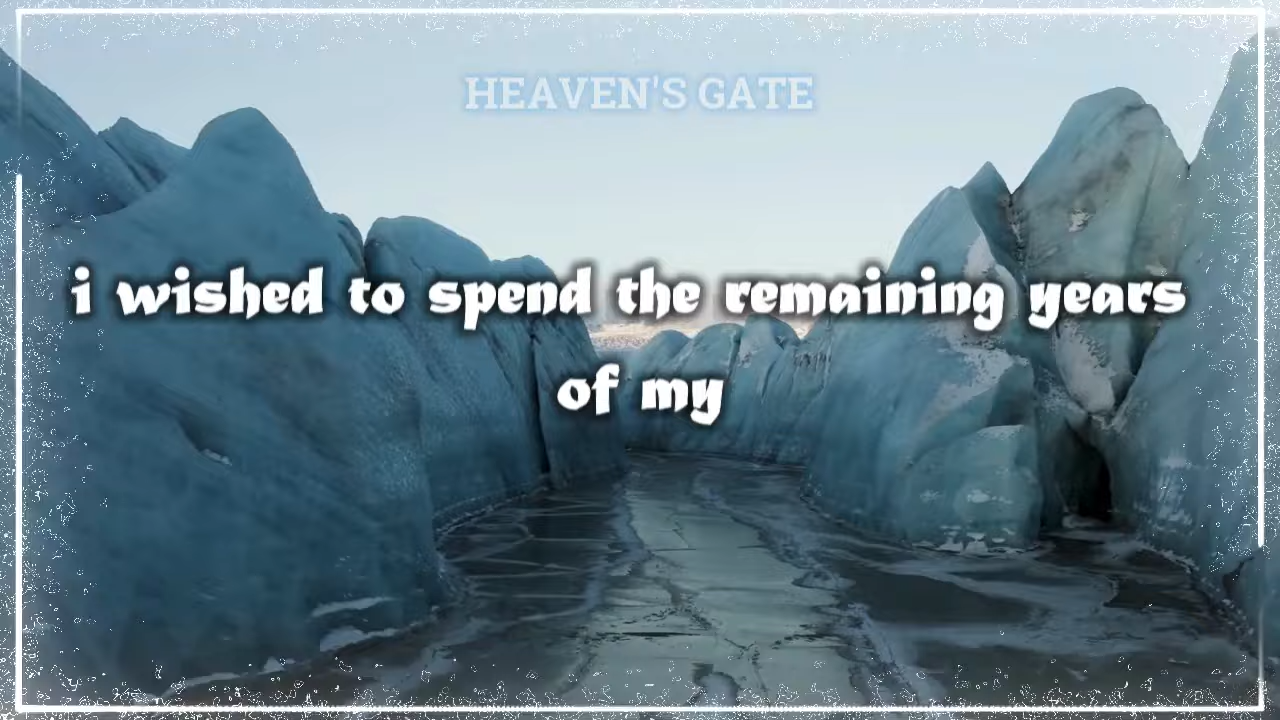 HEAVEN'S GATE
i wished to spend the remaining years
of my